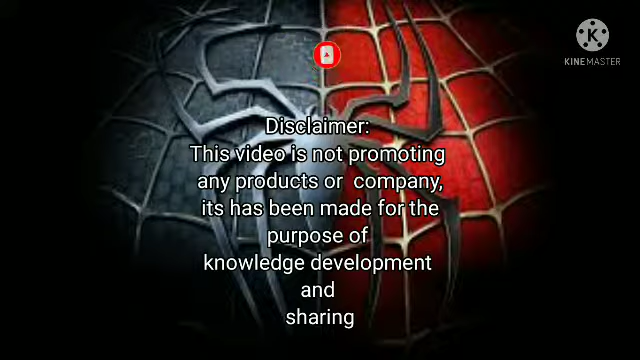 KINEMASTER
Disclaimer:
This video is not promoting
any products or  company,
its has been made for the
purpose of
knowledge development
and
sharing